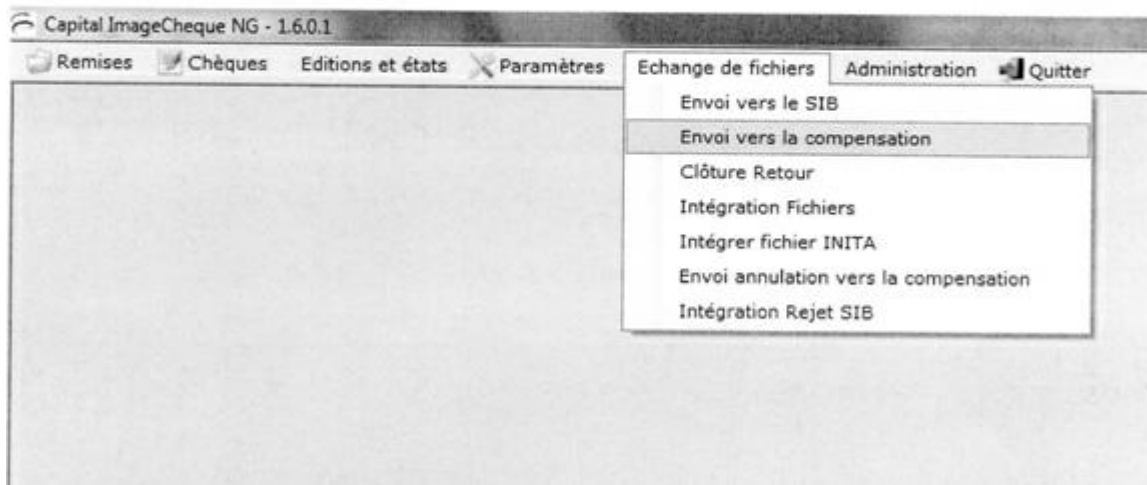 Capital ImageCheque NG - 1.6.0.1
Remises Chèques Editions et états Paramètres Echange de fichiers Administration Quitter
Envoi vers le SIB
Envoi vers la compensation
Clôture Retour
Intégration Fichiers
Intégrer fichier INITA
Envoi annulation vers la compensation
Intégration Rejet SIB